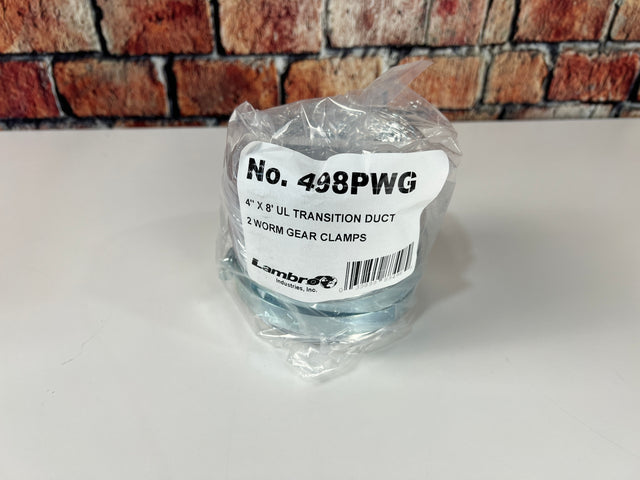 No. 498PWG
4" X 8' UL TRANSITION DUCT
2 WORM GEAR CLAMPS
Lambro
Industries, Inc.